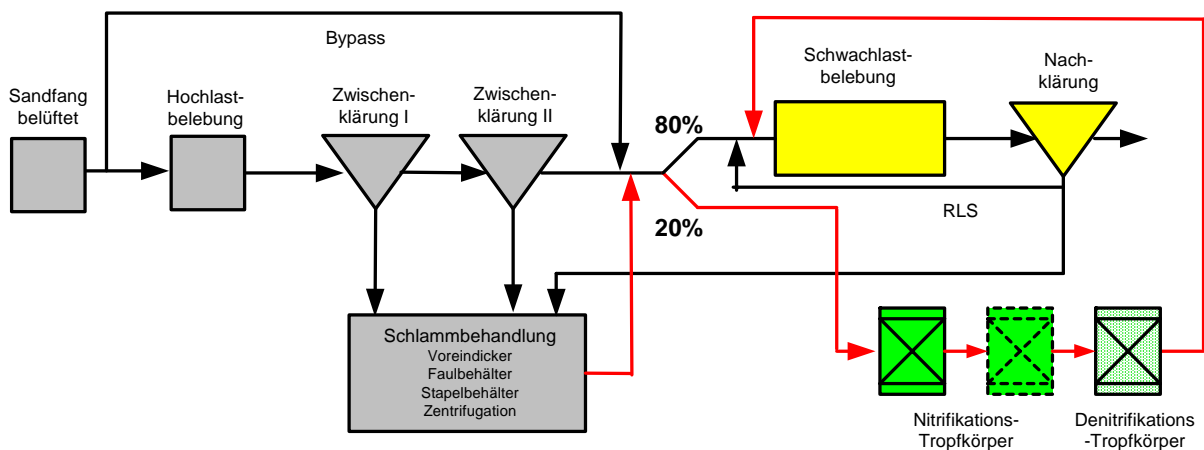 Bypass
Sandfang
belüftet
Hochlast-
belebung
Zwischen-
klärung I
Zwischen-
klärung II
80%
20%
Schwachlast-
belebung
Nach-
klärung
RLS
Schlammbehandlung
Voreindicker
Faulbehälter
Stapelbehälter
Zentrifugation
Nitrifikations-
Tropfkörper
Denitrifikations
-Tropfkörper